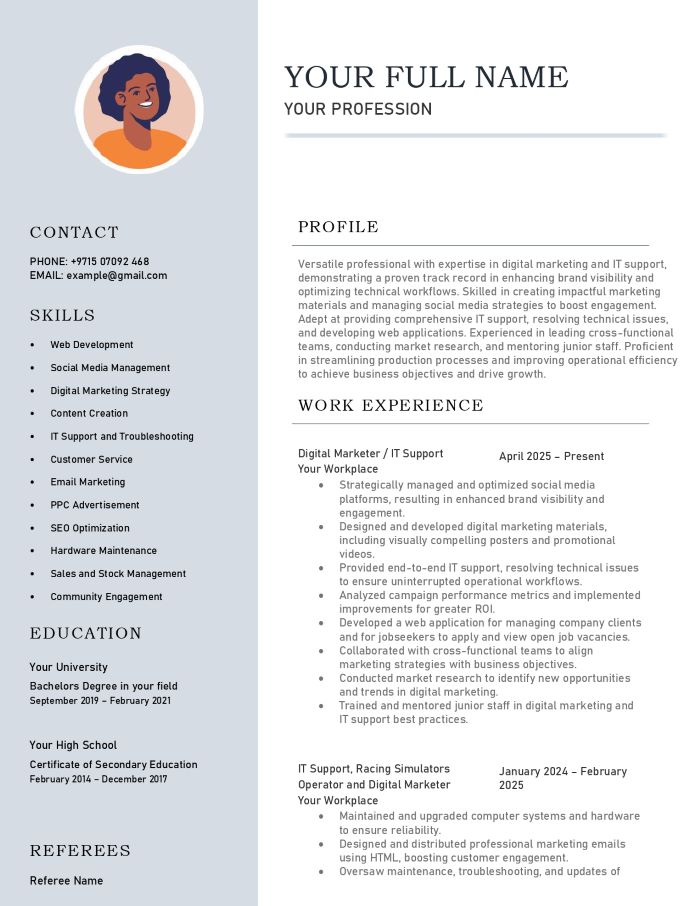 YOUR FULL NAME
YOUR PROFESSION
CONTACT
PHONE: +9715 07092 468
EMAIL: example@gmail.com
SKILLS
• Web Development
• Social Media Management
• Digital Marketing Strategy
• Content Creation
• IT Support and Troubleshooting
• Customer Service
• Email Marketing
• PPC Advertisement
• SEO Optimization
• Hardware Maintenance
• Sales and Stock Management
• Community Engagement
EDUCATION
Your University
Bachelors Degree in your field
September 2019 – February 2021
Your High School
Certificate of Secondary Education
February 2014 – December 2017
REFEREES
Referee Name
PROFILE
Versatile professional with expertise in digital marketing and IT support,
demonstrating a proven track record in enhancing brand visibility and
optimizing technical workflows. Skilled in creating impactful marketing
materials and managing social media strategies to boost engagement.
Adept at providing comprehensive IT support, resolving technical issues,
and developing web applications. Experienced in leading cross-functional
teams, conducting market research, and mentoring junior staff. Proficient
in streamlining production processes and improving operational efficiency
to achieve business objectives and drive growth.
WORK EXPERIENCE
Digital Marketer / IT Support
April 2025 – Present
Your Workplace
• Strategically managed and optimized social media
platforms, resulting in enhanced brand visibility and
engagement.
• Designed and developed digital marketing materials,
including visually compelling posters and promotional
videos.
• Provided end-to-end IT support, resolving technical issues
to ensure uninterrupted operational workflows.
• Analyzed campaign performance metrics and implemented
improvements for greater ROI.
• Developed a web application for managing company clients
and for jobseekers to apply and view open job vacancies.
• Collaborated with cross-functional teams to align
marketing strategies with business objectives.
• Conducted market research to identify new opportunities
and trends in digital marketing.
• Trained and mentored junior staff in digital marketing and
IT support best practices.
IT Support, Racing Simulators
Operator and Digital Marketer
January 2024 – February
2025
Your Workplace
• Maintained and upgraded computer systems and hardware
to ensure reliability.
• Designed and distributed professional marketing emails
using HTML, boosting customer engagement.
• Oversaw maintenance, troubleshooting, and updates of